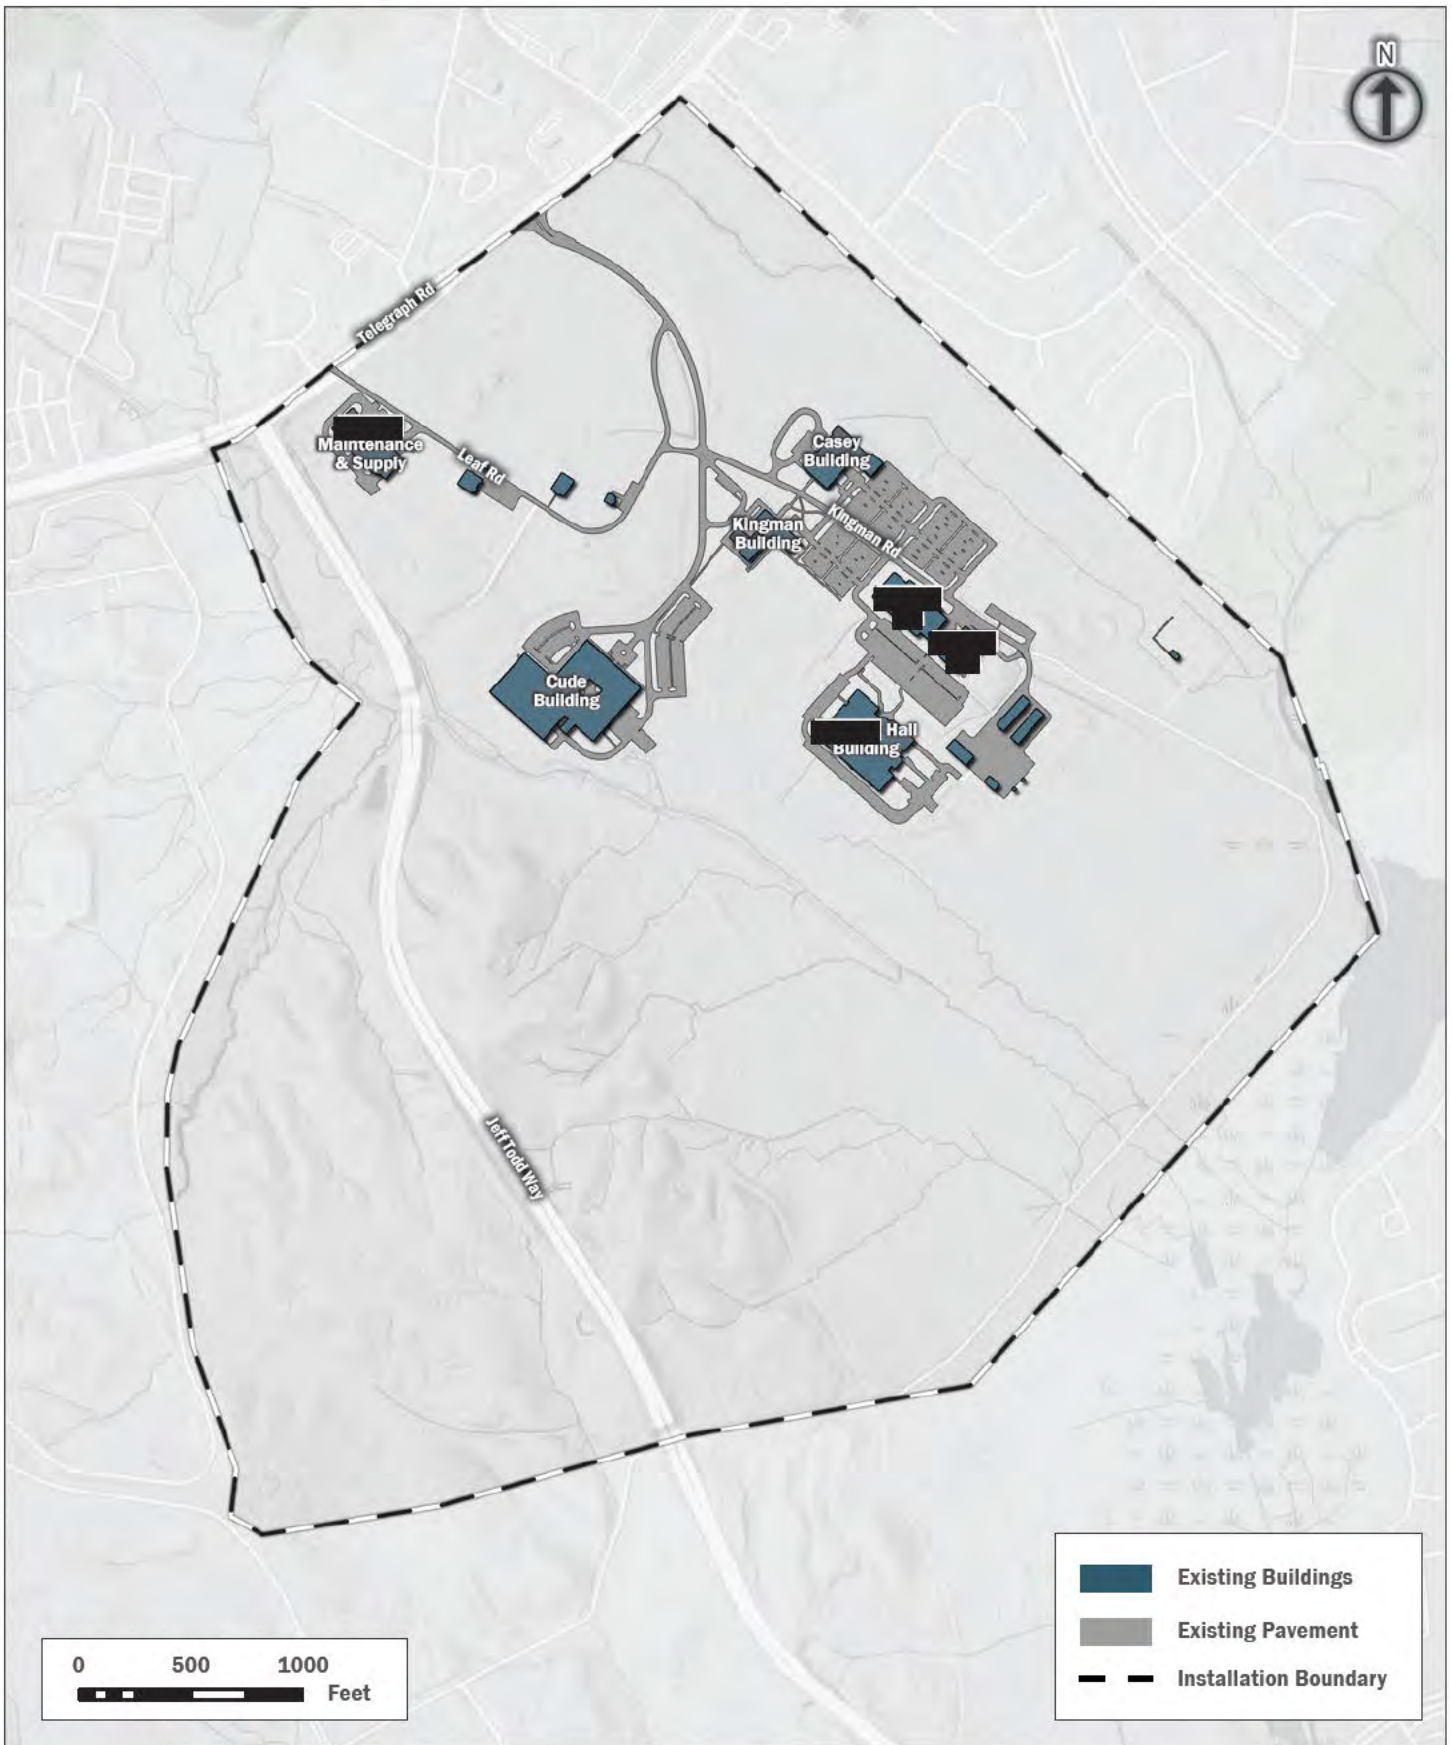 N
Telegraph Rd
Maintenance
& Supply
Leaf Rd
Casey
Building
Kingman
Building
Kingman Rd
Cude
Building
Hall
Building
Jeff Todd Way
Existing Buildings
Existing Pavement
Installation Boundary
0 500 1000
Feet